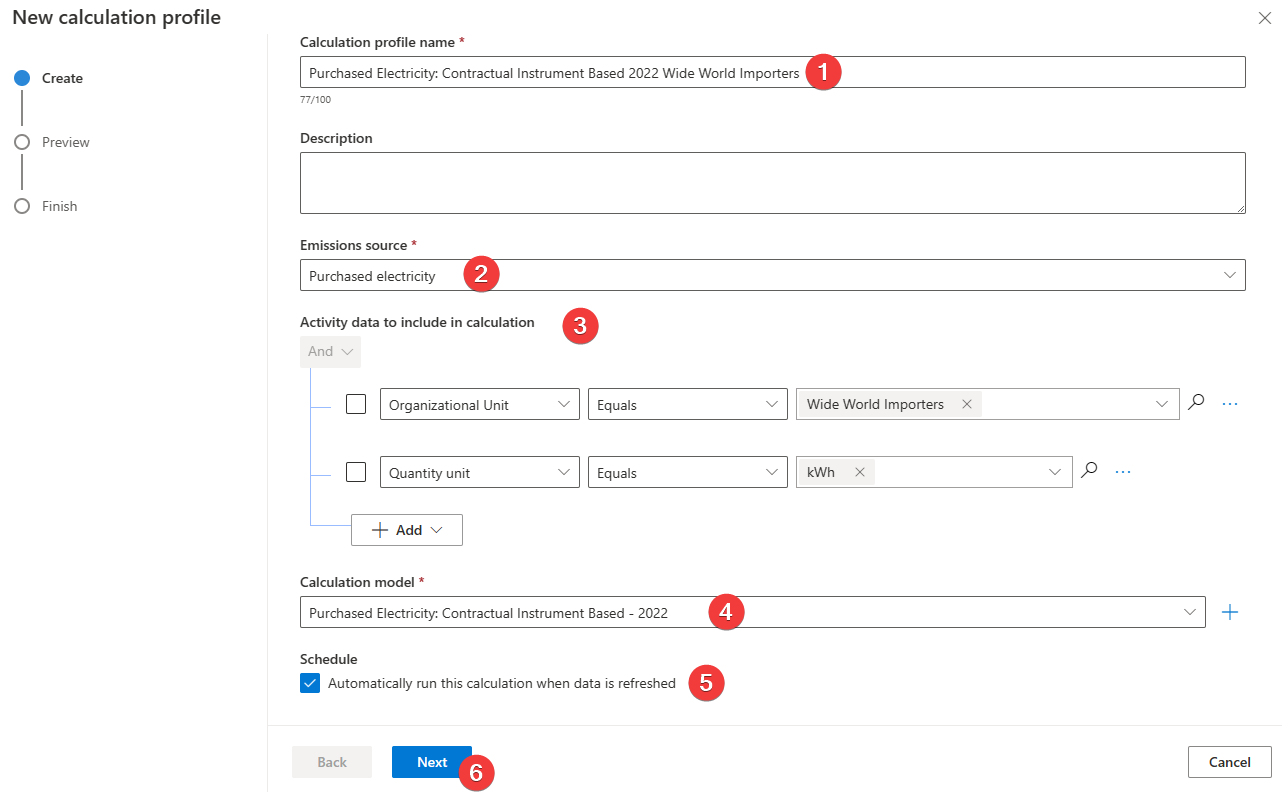 New calculation profile
Create
Preview
Finish
Calculation profile name *
Purchased Electricity: Contractual Instrument Based 2022 Wide World Importers 1
77/100
Description
Emissions source *
Purchased electricity 2
Activity data to include in calculation 3
And
Organizational Unit Equals Wide World Importers
Quantity unit Equals kWh
Add
Calculation model *
Purchased Electricity: Contractual Instrument Based - 2022 4
Schedule
Automatically run this calculation when data is refreshed 5
Back Next 6 Cancel